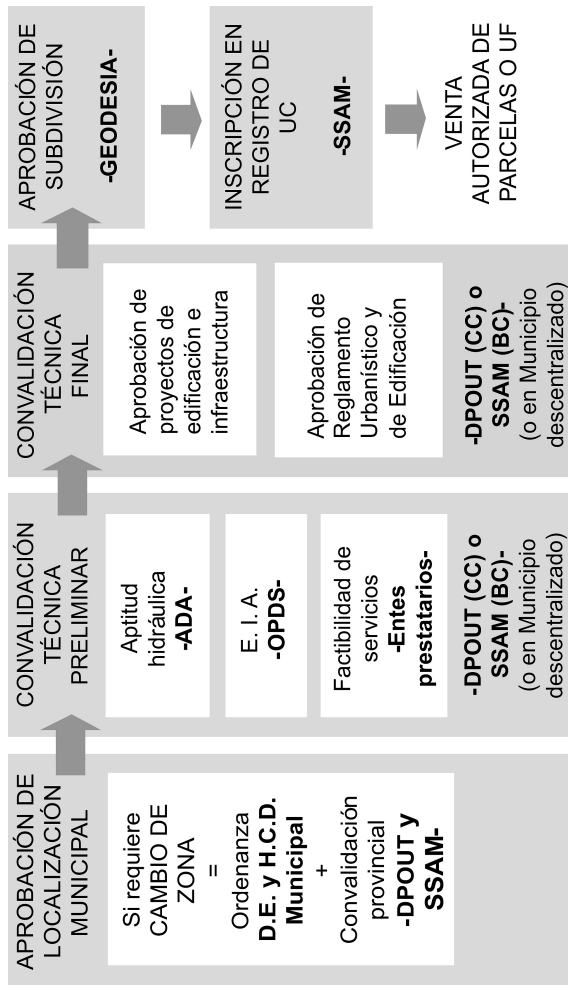 APROBACIÓN DE
LOCALIZACIÓN
MUNICIPAL
Si requiere
CAMBIO DE
ZONA
=
Ordenanza
D.E. y H.C.D.
Municipal
+
Convalidación
provincial
-DPOUT y
SSAM-
CONVALIDACIÓN
TÉCNICA
PRELIMINAR
Aptitud
hidráulica
-ADA-
E. I. A.
-OPDS-
Factibilidad de
servicios
-Entes
prestatarios-
-DPOUT (CC) o
SSAM (BC)-
(o en Municipio
descentralizado)
CONVALIDACIÓN
TÉCNICA
FINAL
Aprobación de
proyectos de
edificación e
infraestructura
Aprobación de
Reglamento
Urbanístico y
de Edificación
-DPOUT (CC) o
SSAM (BC)-
(o en Municipio
descentralizado)
APROBACIÓN DE
SUBDIVISIÓN
-GEODESIA-
INSCRIPCIÓN EN
REGISTRO DE
UC
-SSAM-
VENTA
AUTORIZADA DE
PARCELAS O UF